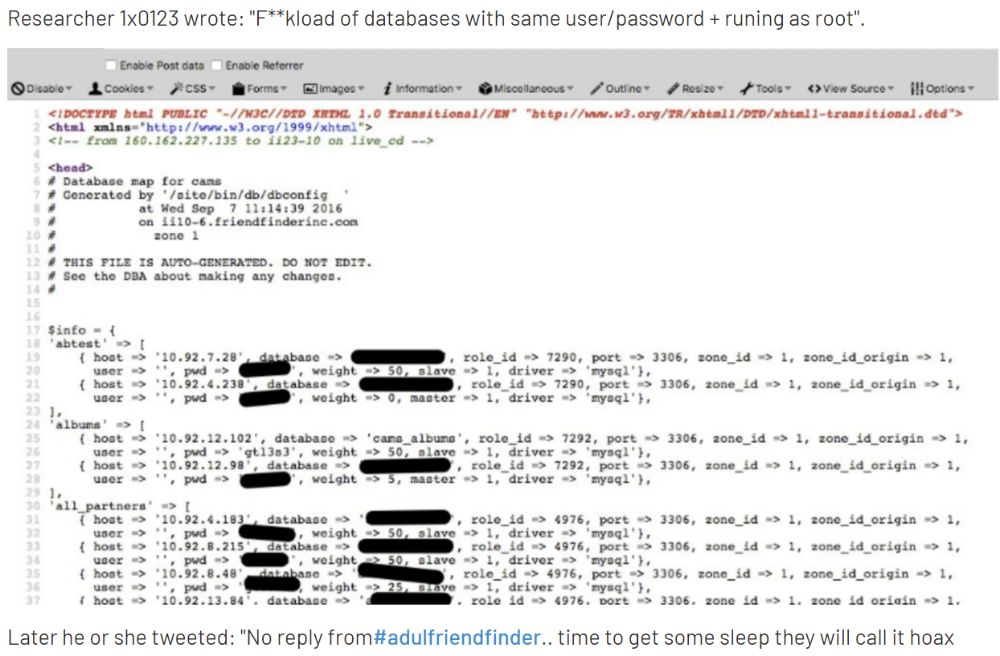 Researcher 1x0123 wrote: "F**kload of databases with same user/password + runing as root".
Enable Post data Enable Referrer
Disable Cookies CSS Forms Images Information Miscellaneous Outline Resize Tools View Source Options
1 <!DOCTYPE html PUBLIC "-//W3C//DTD XHTML 1.0 Transitional//EN" "http://www.w3.org/TR/xhtml1/DTD/xhtml1-transitional.dtd">
2 <html xmlns="http://www.w3.org/1999/xhtml">
3 <!-- from 160.162.227.135 to ii23-10 on live_cd -->
4
5 <head>
6 # Database map for cams
7 # Generated by '/site/bin/db/dbconfig '
8 # at Wed Sep 7 11:14:39 2016
9 # on ii10-6.friendfinderinc.com
10 # zone 1
11 #
12 # THIS FILE IS AUTO-GENERATED. DO NOT EDIT.
13 # See the DBA about making any changes.
14 #
15
16
17 $info = {
18 'abtest' => [
19 { host => '10.92.7.28', database => , role_id => 7290, port => 3306, zone_id => 1, zone_id_origin => 1,
20 user => '', pwd => ', weight => 50, slave => 1, driver => 'mysql'},
21 { host => '10.92.4.238', database => , role_id => 7290, port => 3306, zone_id => 1, zone_id_origin => 1,
22 user => '', pwd => ', weight => 0, master => 1, driver => 'mysql'},
23 ],
24 'albums' => [
25 { host => '10.92.12.102', database => 'cams_albums', role_id => 7292, port => 3306, zone_id => 1, zone_id_origin => 1,
26 user => '', pwd => 'gtl3s3', weight => 50, slave => 1, driver => 'mysql'},
27 { host => '10.92.12.98', database => ', role_id => 7292, port => 3306, zone_id => 1, zone_id_origin => 1,
28 user => '', pwd => ', weight => 5, master => 1, driver => 'mysql'},
29 ],
30 'all_partners' => [
31 { host => '10.92.4.183', database => ', role_id => 4976, port => 3306, zone_id => 1, zone_id_origin => 1,
32 user => '', pwd => , weight => 50, slave => 1, driver => 'mysql'},
33 { host => '10.92.8.215', database => , role_id => 4976, port => 3306, zone_id => 1, zone_id_origin => 1,
34 user => '', pwd => ', weight => 50, slave => 1, driver => 'mysql'},
35 { host => '10.92.8.48', database => ', role_id => 4976, port => 3306, zone_id => 1, zone_id_origin => 1,
36 user => '', pwd => ', weight => 25, slave => 1, driver => 'mysql'},
37 { host => '10.92.13.84', database => ', role_id => 4976, port => 3306, zone_id => 1, zone_id_origin => 1,
Later he or she tweeted: "No reply from#adulfriendfinder.. time to get some sleep they will call it hoax